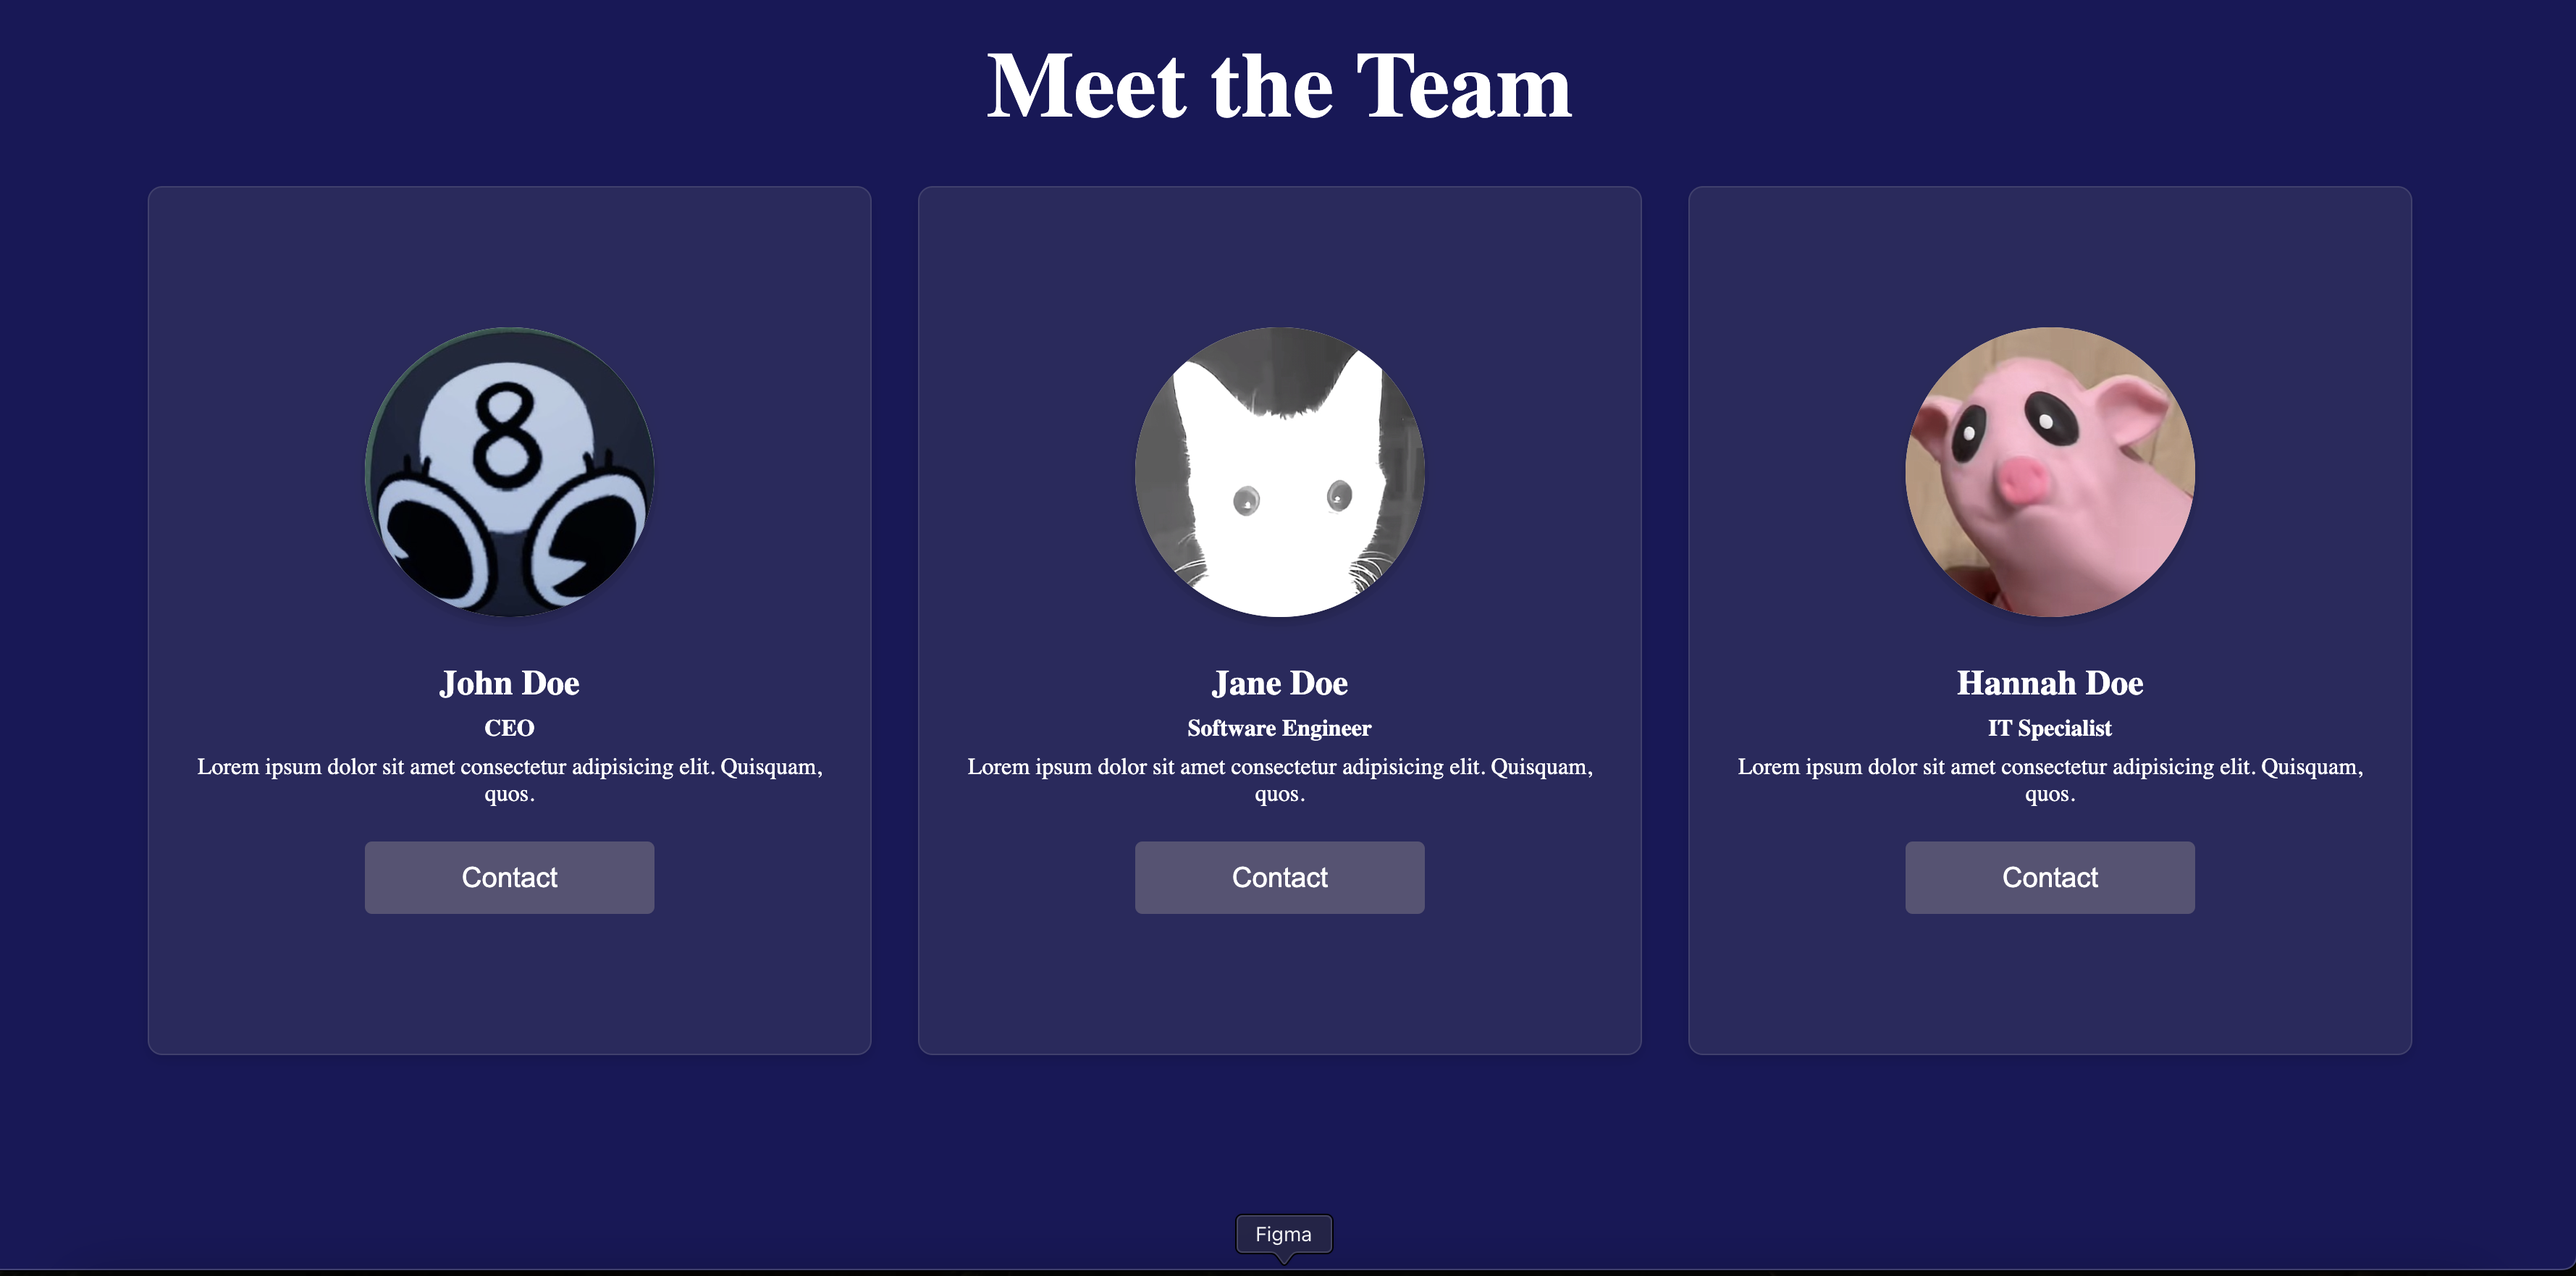 Meet the Team
8
John Doe
CEO
Lorem ipsum dolor sit amet consectetur adipisicing elit. Quisquam,
quos.
Contact
Jane Doe
Software Engineer
Lorem ipsum dolor sit amet consectetur adipisicing elit. Quisquam,
quos.
Contact
Hannah Doe
IT Specialist
Lorem ipsum dolor sit amet consectetur adipisicing elit. Quisquam,
quos.
Contact
Figma